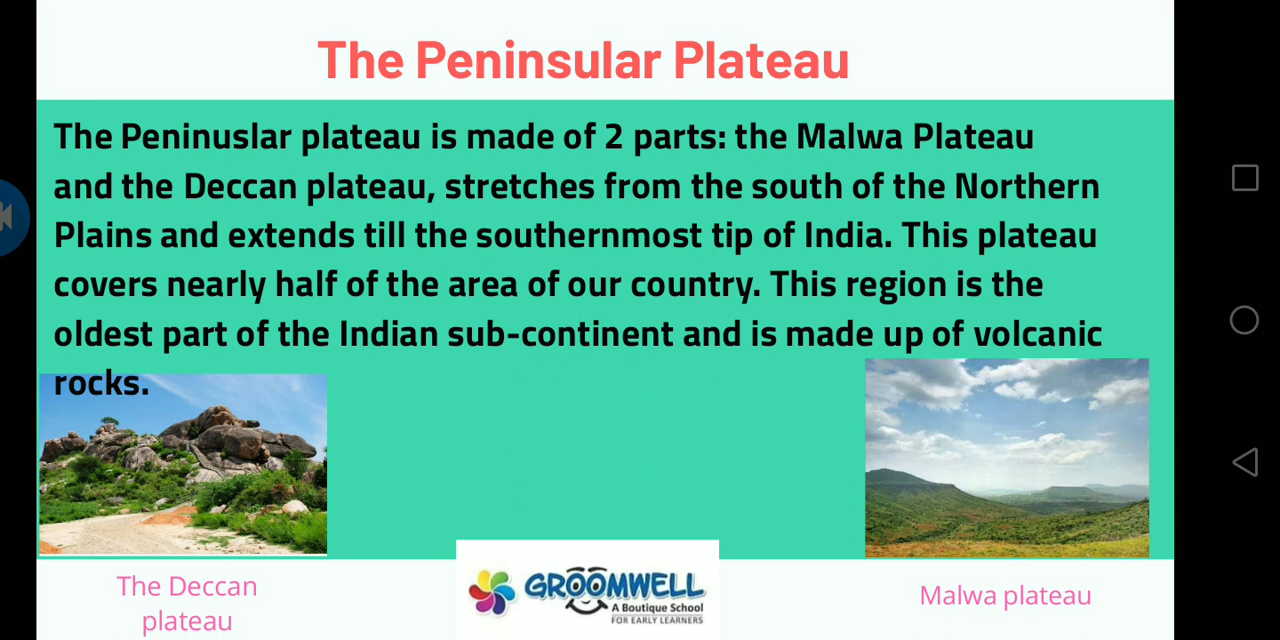 The Peninsular Plateau
The Peninuslar plateau is made of 2 parts: the Malwa Plateau
and the Deccan plateau, stretches from the south of the Northern
Plains and extends till the southernmost tip of India. This plateau
covers nearly half of the area of our country. This region is the
oldest part of the Indian sub-continent and is made up of volcanic
rocks.
The Deccan
plateau
GROOMWELL
A Boutique School
FOR EARLY LEARNERS
Malwa plateau